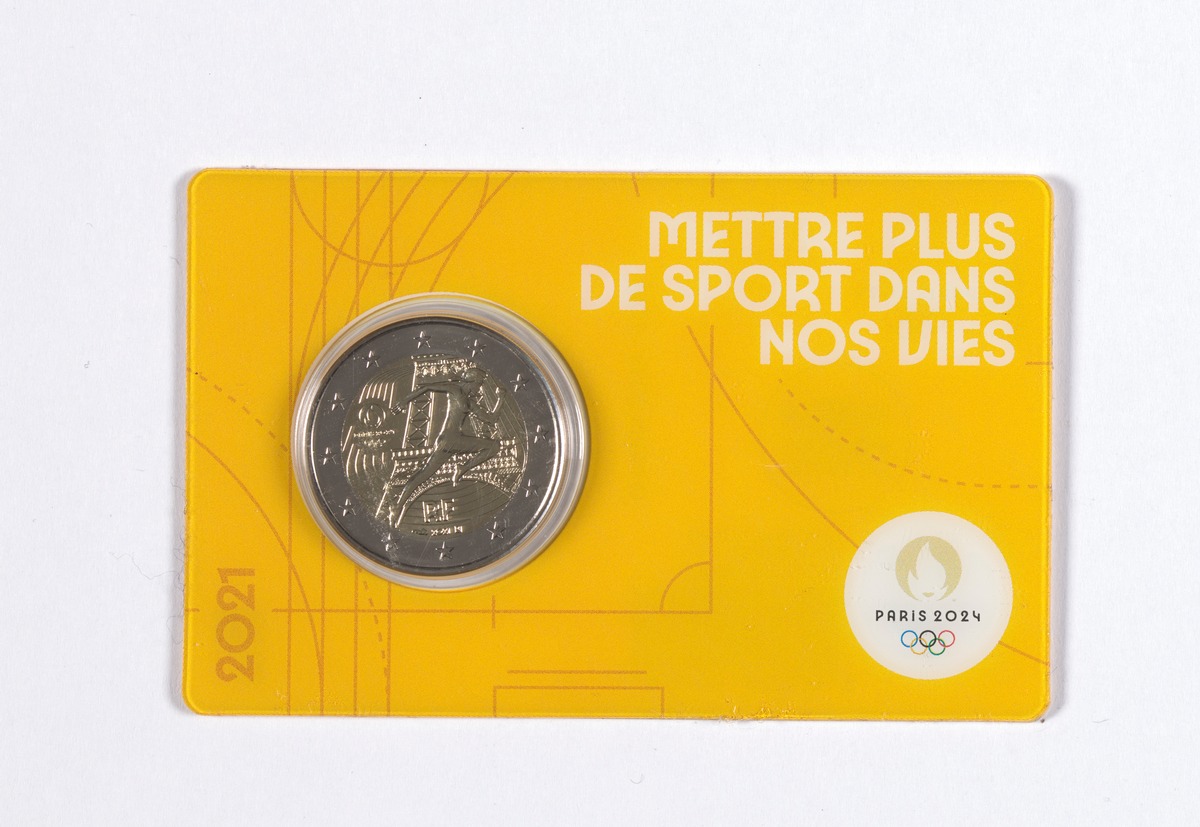 METTRE PLUS
DE SPORT DANS
NOS VIES
RF
2021
PARIS 2024